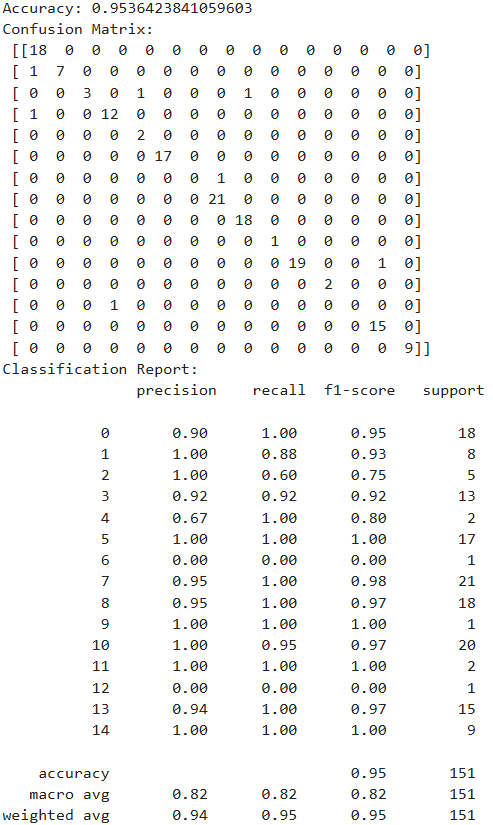 Accuracy: 0.9536423841059603
Confusion Matrix:
[[18 0 0 0 0 0 0 0 0 0 0 0 0 0 0]
[ 1 7 0 0 0 0 0 0 0 0 0 0 0 0 0]
[ 0 0 3 0 1 0 0 0 1 0 0 0 0 0 0]
[ 1 0 0 12 0 0 0 0 0 0 0 0 0 0 0]
[ 0 0 0 0 2 0 0 0 0 0 0 0 0 0 0]
[ 0 0 0 0 0 17 0 0 0 0 0 0 0 0 0]
[ 0 0 0 0 0 0 0 1 0 0 0 0 0 0 0]
[ 0 0 0 0 0 0 0 21 0 0 0 0 0 0 0]
[ 0 0 0 0 0 0 0 0 18 0 0 0 0 0 0]
[ 0 0 0 0 0 0 0 0 0 1 0 0 0 0 0]
[ 0 0 0 0 0 0 0 0 0 0 19 0 0 1 0]
[ 0 0 0 0 0 0 0 0 0 0 0 2 0 0 0]
[ 0 0 0 1 0 0 0 0 0 0 0 0 0 0 0]
[ 0 0 0 0 0 0 0 0 0 0 0 0 0 15 0]
[ 0 0 0 0 0 0 0 0 0 0 0 0 0 0 9]]
Classification Report:
precision recall f1-score support
0 0.90 1.00 0.95 18
1 1.00 0.88 0.93 8
2 1.00 0.60 0.75 5
3 0.92 0.92 0.92 13
4 0.67 1.00 0.80 2
5 1.00 1.00 1.00 17
6 0.00 0.00 0.00 1
7 0.95 1.00 0.98 21
8 0.95 1.00 0.97 18
9 1.00 1.00 1.00 1
10 1.00 0.95 0.97 20
11 1.00 1.00 1.00 2
12 0.00 0.00 0.00 1
13 0.94 1.00 0.97 15
14 1.00 1.00 1.00 9
accuracy 0.95 151
macro avg 0.82 0.82 0.82 151
weighted avg 0.94 0.95 0.95 151